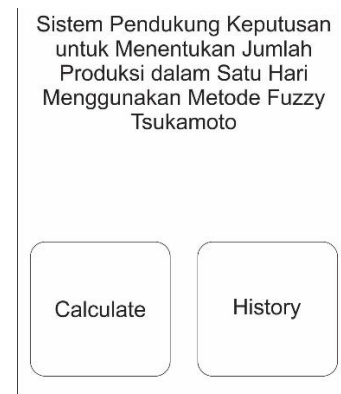 Sistem Pendukung Keputusan
untuk Menentukan Jumlah
Produksi dalam Satu Hari
Menggunakan Metode Fuzzy
Tsukamoto
Calculate
History